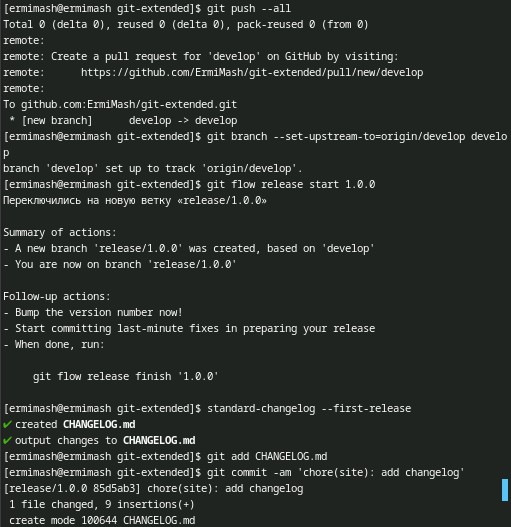 [ermimash@ermimash git-extended]$ git push --all
Total 0 (delta 0), reused 0 (delta 0), pack-reused 0 (from 0)
remote:
remote: Create a pull request for 'develop' on GitHub by visiting:
remote:      https://github.com/ErmiMash/git-extended/pull/new/develop
remote:
To github.com:ErmiMash/git-extended.git
 * [new branch]      develop -> develop
[ermimash@ermimash git-extended]$ git branch --set-upstream-to=origin/develop develo
p
branch 'develop' set up to track 'origin/develop'.
[ermimash@ermimash git-extended]$ git flow release start 1.0.0
Переключились на новую ветку «release/1.0.0»

Summary of actions:
- A new branch 'release/1.0.0' was created, based on 'develop'
- You are now on branch 'release/1.0.0'

Follow-up actions:
- Bump the version number now!
- Start committing last-minute fixes in preparing your release
- When done, run:

     git flow release finish '1.0.0'

[ermimash@ermimash git-extended]$ standard-changelog --first-release
✔ created CHANGELOG.md
✔ output changes to CHANGELOG.md
[ermimash@ermimash git-extended]$ git add CHANGELOG.md
[ermimash@ermimash git-extended]$ git commit -am 'chore(site): add changelog'
[release/1.0.0 85d5ab3] chore(site): add changelog
 1 file changed, 9 insertions(+)
 create mode 100644 CHANGELOG.md